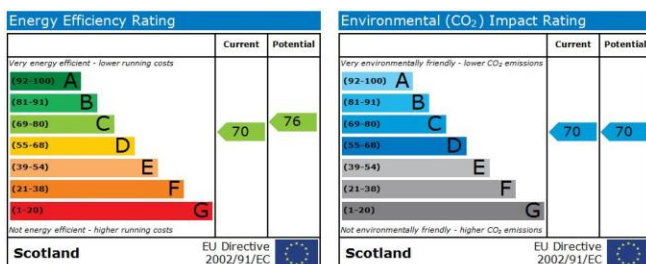 Energy Efficiency Rating
Current Potential
Very energy efficient - lower running costs
(92-100) A
(81-91) B
(69-80) C
(55-68) D
(39-54) E
(21-38) F
(1-20) G
70
76
Not energy efficient - higher running costs
Scotland
EU Directive
2002/91/EC
Environmental (CO₂) Impact Rating
Current Potential
Very environmentally friendly - lower CO₂ emissions
(92-100) A
(81-91) B
(69-80) C
(55-68) D
(39-54) E
(21-38) F
(1-20) G
70
70
Not environmentally friendly - higher CO₂ emissions
Scotland
EU Directive
2002/91/EC